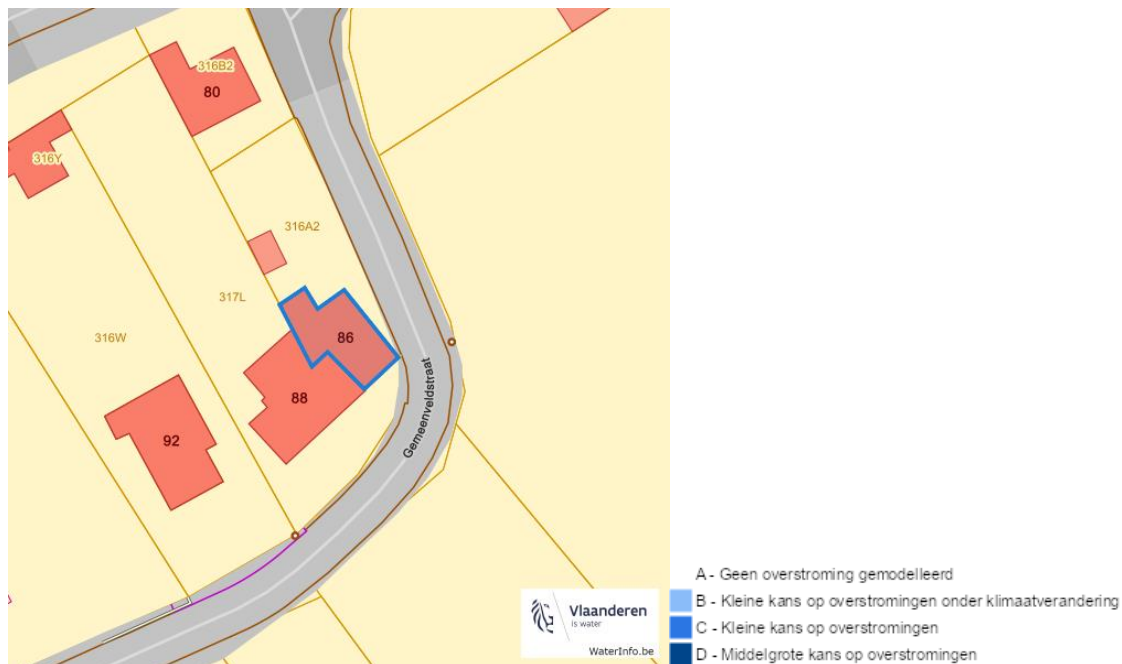 316B2
80
316Y
316A2
317L
316W
86
88
Gemeenveldstraat
92
Vlaanderen
is water
WaterInfo.be
A - Geen overstroming gemodelleerd
B - Kleine kans op overstromingen onder klimaatverandering
C - Kleine kans op overstromingen
D - Middelgrote kans op overstromingen